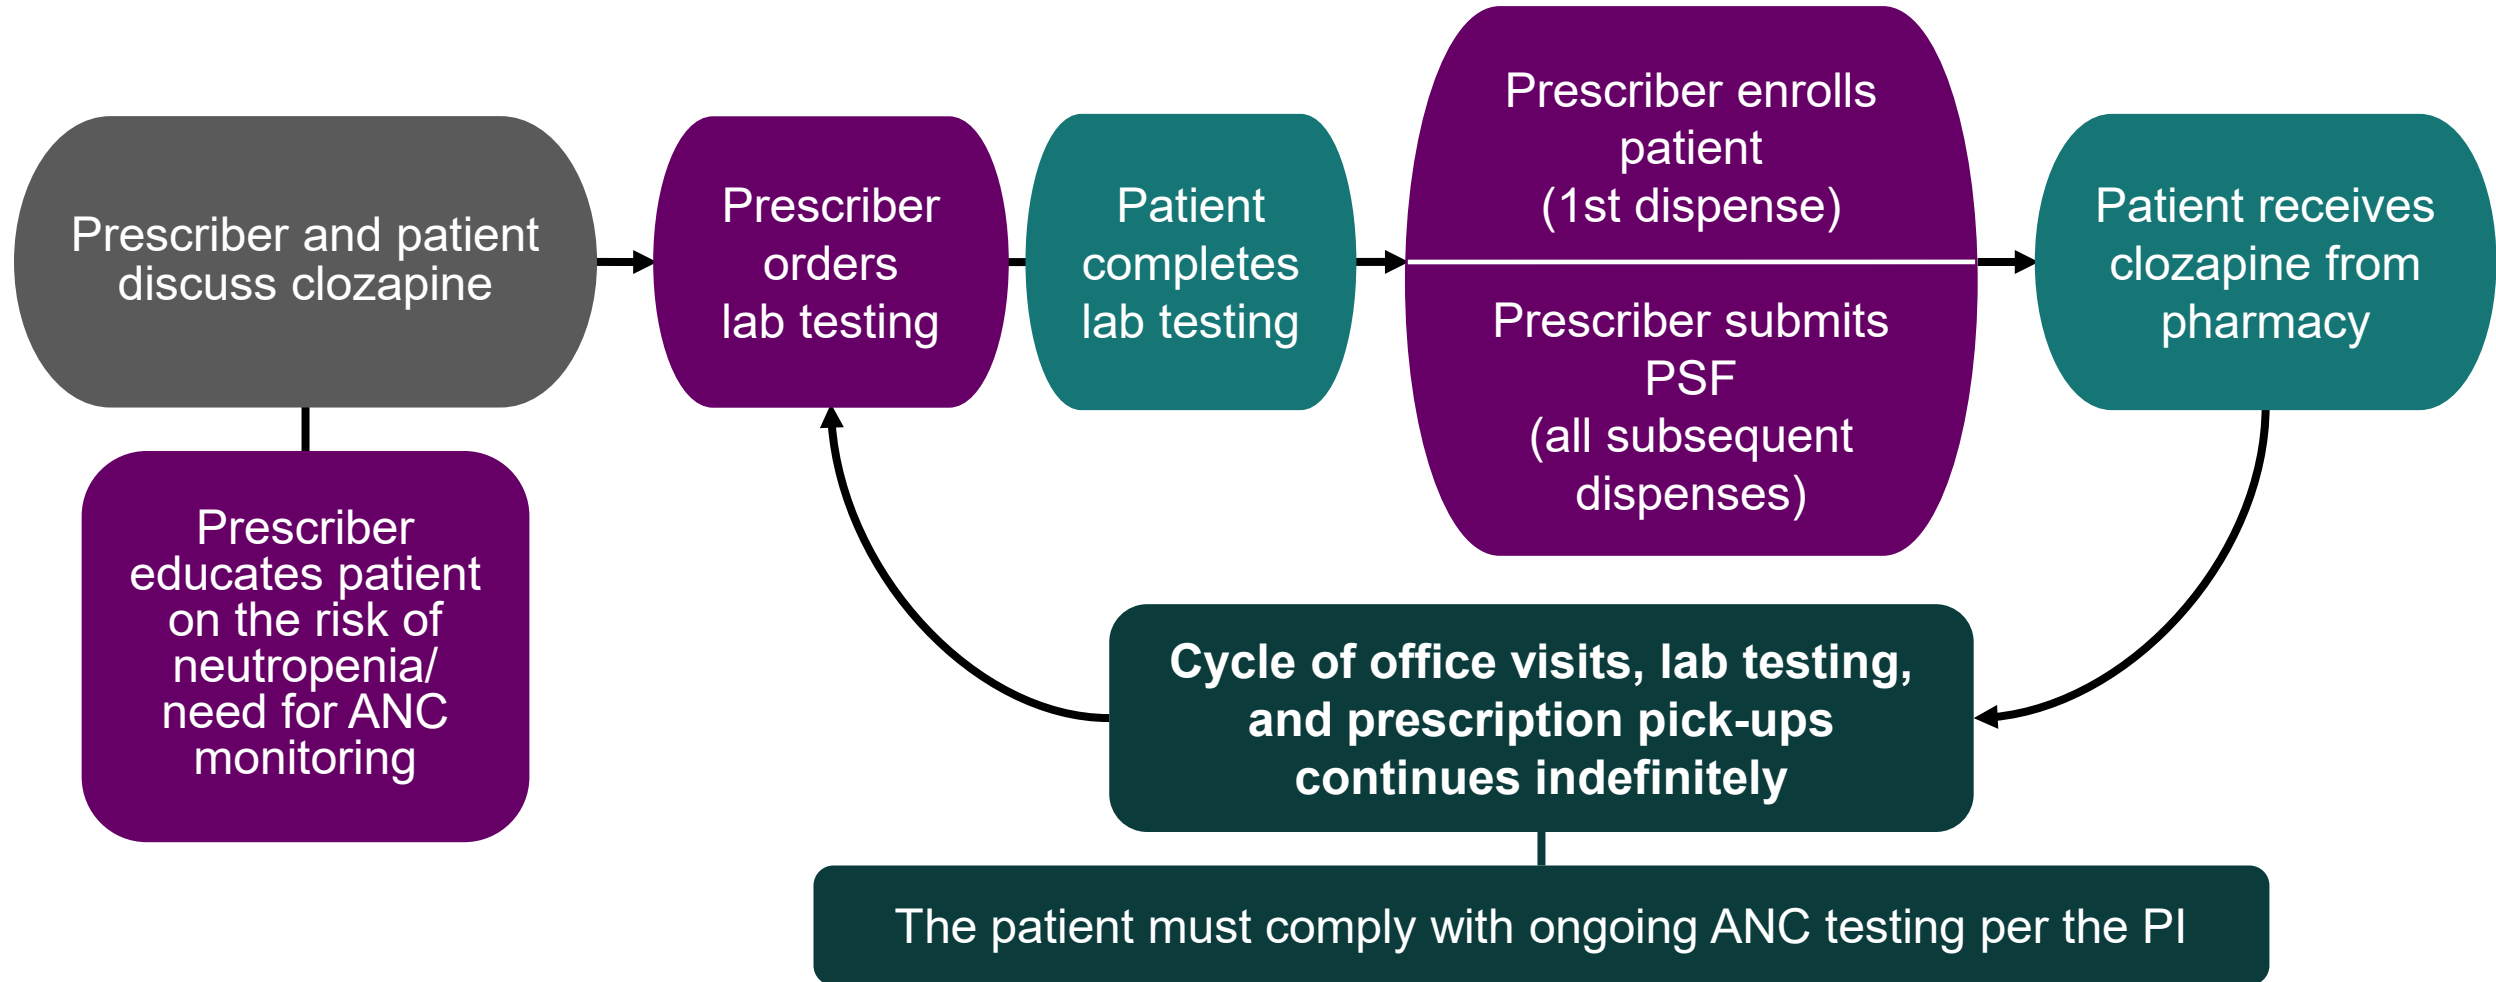 Prescriber and patient
discuss clozapine
Prescriber
educates patient
on the risk of
neutropenia/
need for ANC
monitoring
Prescriber
orders
lab testing
Patient
completes
lab testing
Prescriber enrolls
patient
(1st dispense)
Prescriber submits
PSF
(all subsequent
dispenses)
Patient receives
clozapine from
pharmacy
Cycle of office visits, lab testing,
and prescription pick-ups
continues indefinitely
The patient must comply with ongoing ANC testing per the PI